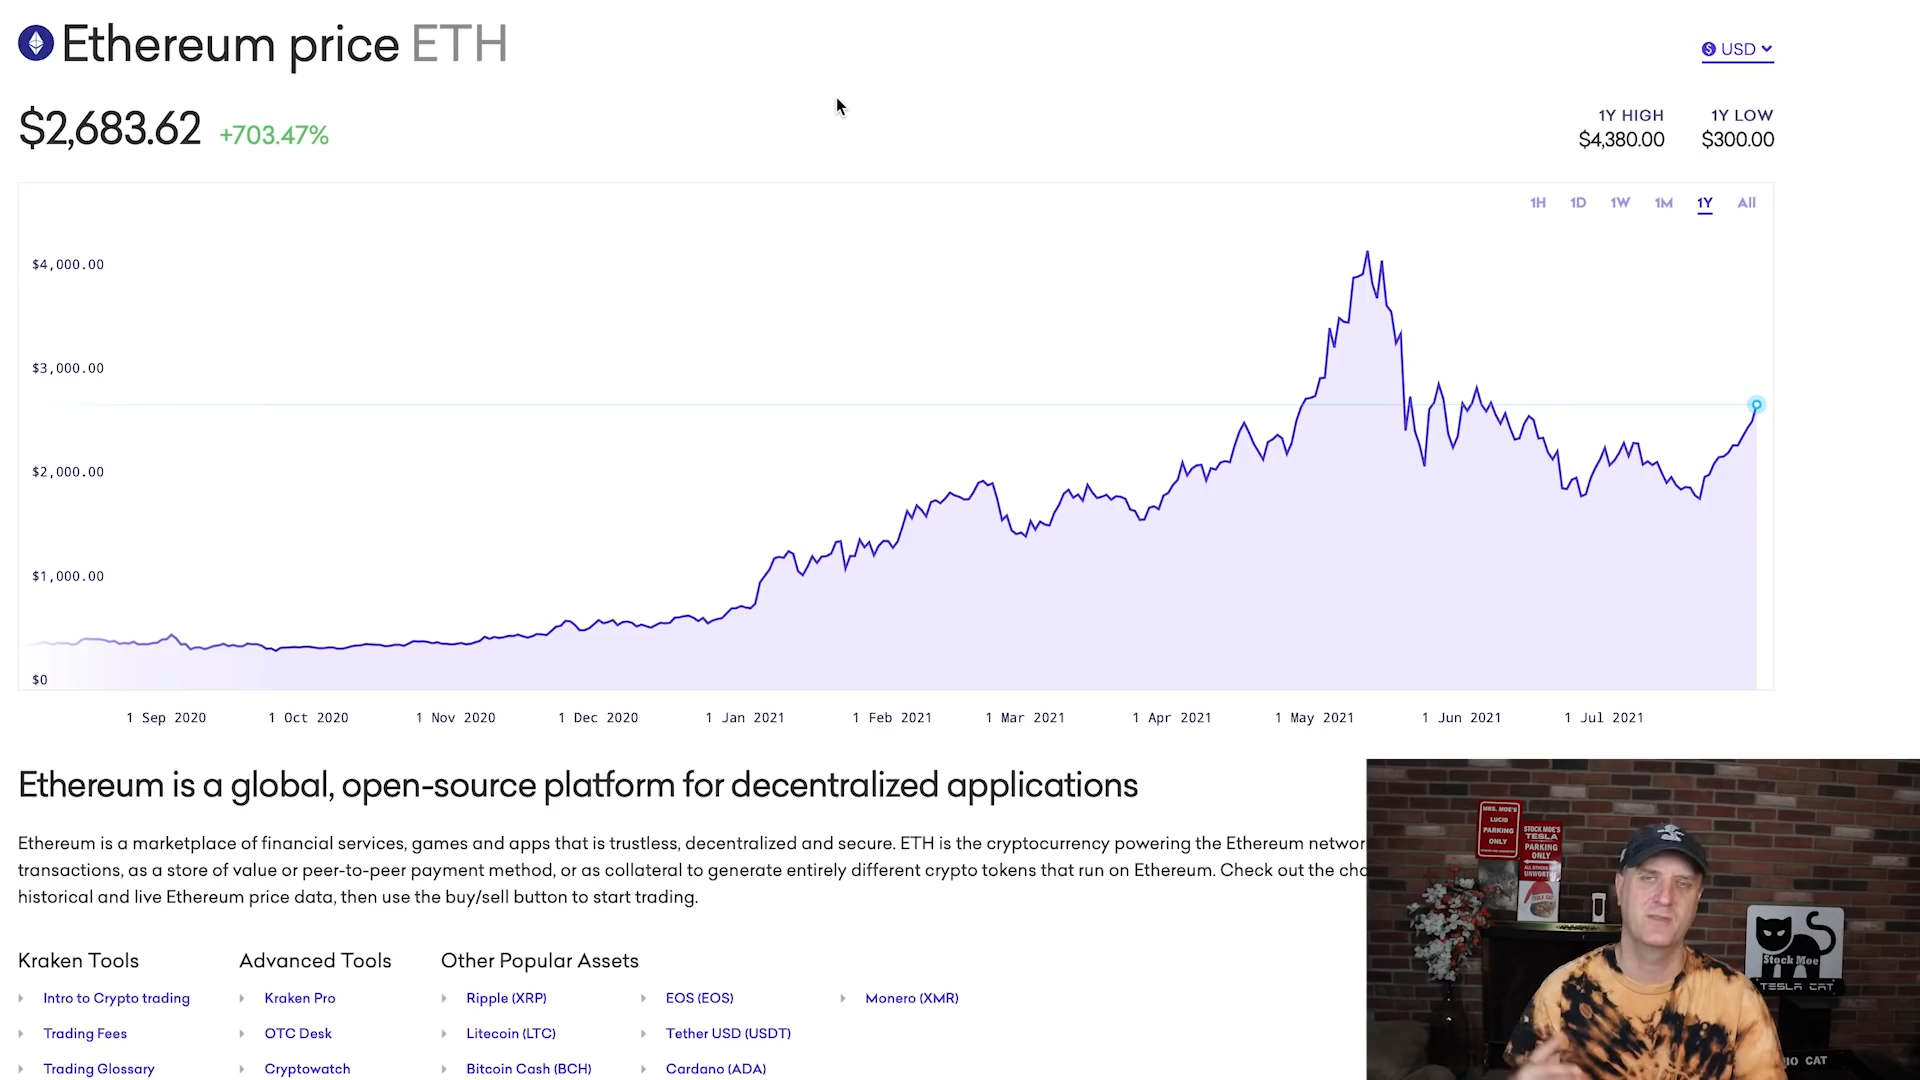 Ethereum price ETH
USD
$2,683.62 +703.47%
1Y HIGH 1Y LOW
$4,380.00 $300.00
1H 1D 1W 1M 1Y All
$4,000.00
$3,000.00
$2,000.00
$1,000.00
$0
1 Sep 2020 1 Oct 2020 1 Nov 2020 1 Dec 2020 1 Jan 2021 1 Feb 2021 1 Mar 2021 1 Apr 2021 1 May 2021 1 Jun 2021 1 Jul 2021
Ethereum is a global, open-source platform for decentralized applications
Ethereum is a marketplace of financial services, games and apps that is trustless, decentralized and secure. ETH is the cryptocurrency powering the Ethereum networ
transactions, as a store of value or peer-to-peer payment method, or as collateral to generate entirely different crypto tokens that run on Ethereum. Check out the cha
historical and live Ethereum price data, then use the buy/sell button to start trading.
Kraken Tools Advanced Tools Other Popular Assets
Intro to Crypto trading Kraken Pro Ripple (XRP) EOS (EOS) Monero (XMR)
Trading Fees OTC Desk Litecoin (LTC) Tether USD (USDT)
Trading Glossary Cryptowatch Bitcoin Cash (BCH) Cardano (ADA)
MRS. MOE'S
LUCID
PARKING
ONLY
STOCK MOE'S
TESLA
PARKING
ONLY
Stock Moe
TESLA CAT
CAT